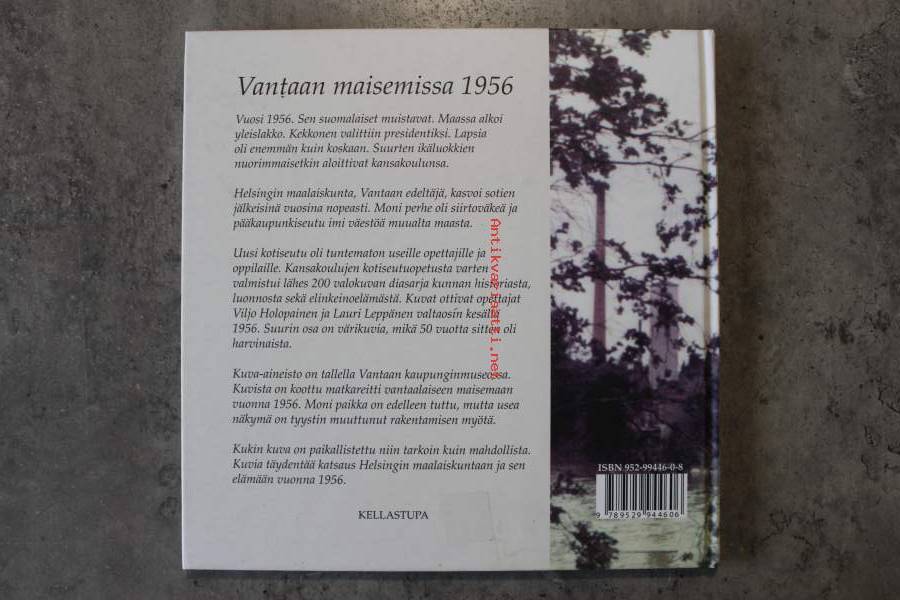 Vantaan maisemissa 1956
Vuosi 1956. Sen suomalaiset muistavat. Maassa alkoi
yleislakko. Kekkonen valittiin presidentiksi. Lapsia
oli enemmän kuin koskaan. Suurten ikäluokkien
nuorimmaisetkin aloittivat kansakoulunsa.
Helsingin maalaiskunta, Vantaan edeltäjä, kasvoi sotien
jälkeisinä vuosina nopeasti. Moni perhe oli siirtoväkeä ja
pääkaupunkiseutu imi väestöä muualta maasta.
Uusi kotiseutu oli tuntematon useille opettajille ja
oppilaille. Kansakoulujen kotiseutuopetusta varten
valmistui lähes 200 valokuvan diasarja kunnan historiasta,
luonnosta sekä elinkeinoelämästä. Kuvat ottivat opettajat
Viljo Holopainen ja Lauri Leppänen valtaosin kesällä
1956. Suurin osa on värikuvia, mikä 50 vuotta sitten oli
harvinaista.
Kuva-aineisto on tallella Vantaan kaupunginmuseossa.
Kuvista on koottu matkareitti vantaalaiseen maisemaan
vuonna 1956. Moni paikka on edelleen tuttu, mutta usea
näkymä on tyystin muuttunut rakentamisen myötä.
Kukin kuva on paikallistettu niin tarkoin kuin mahdollista.
Kuvia täydentää katsaus Helsingin maalaiskuntaan ja sen
elämään vuonna 1956.
KELLASTUPA
Antikvariaatti.net
ISBN 952-99446-0-8
9 789529 944606